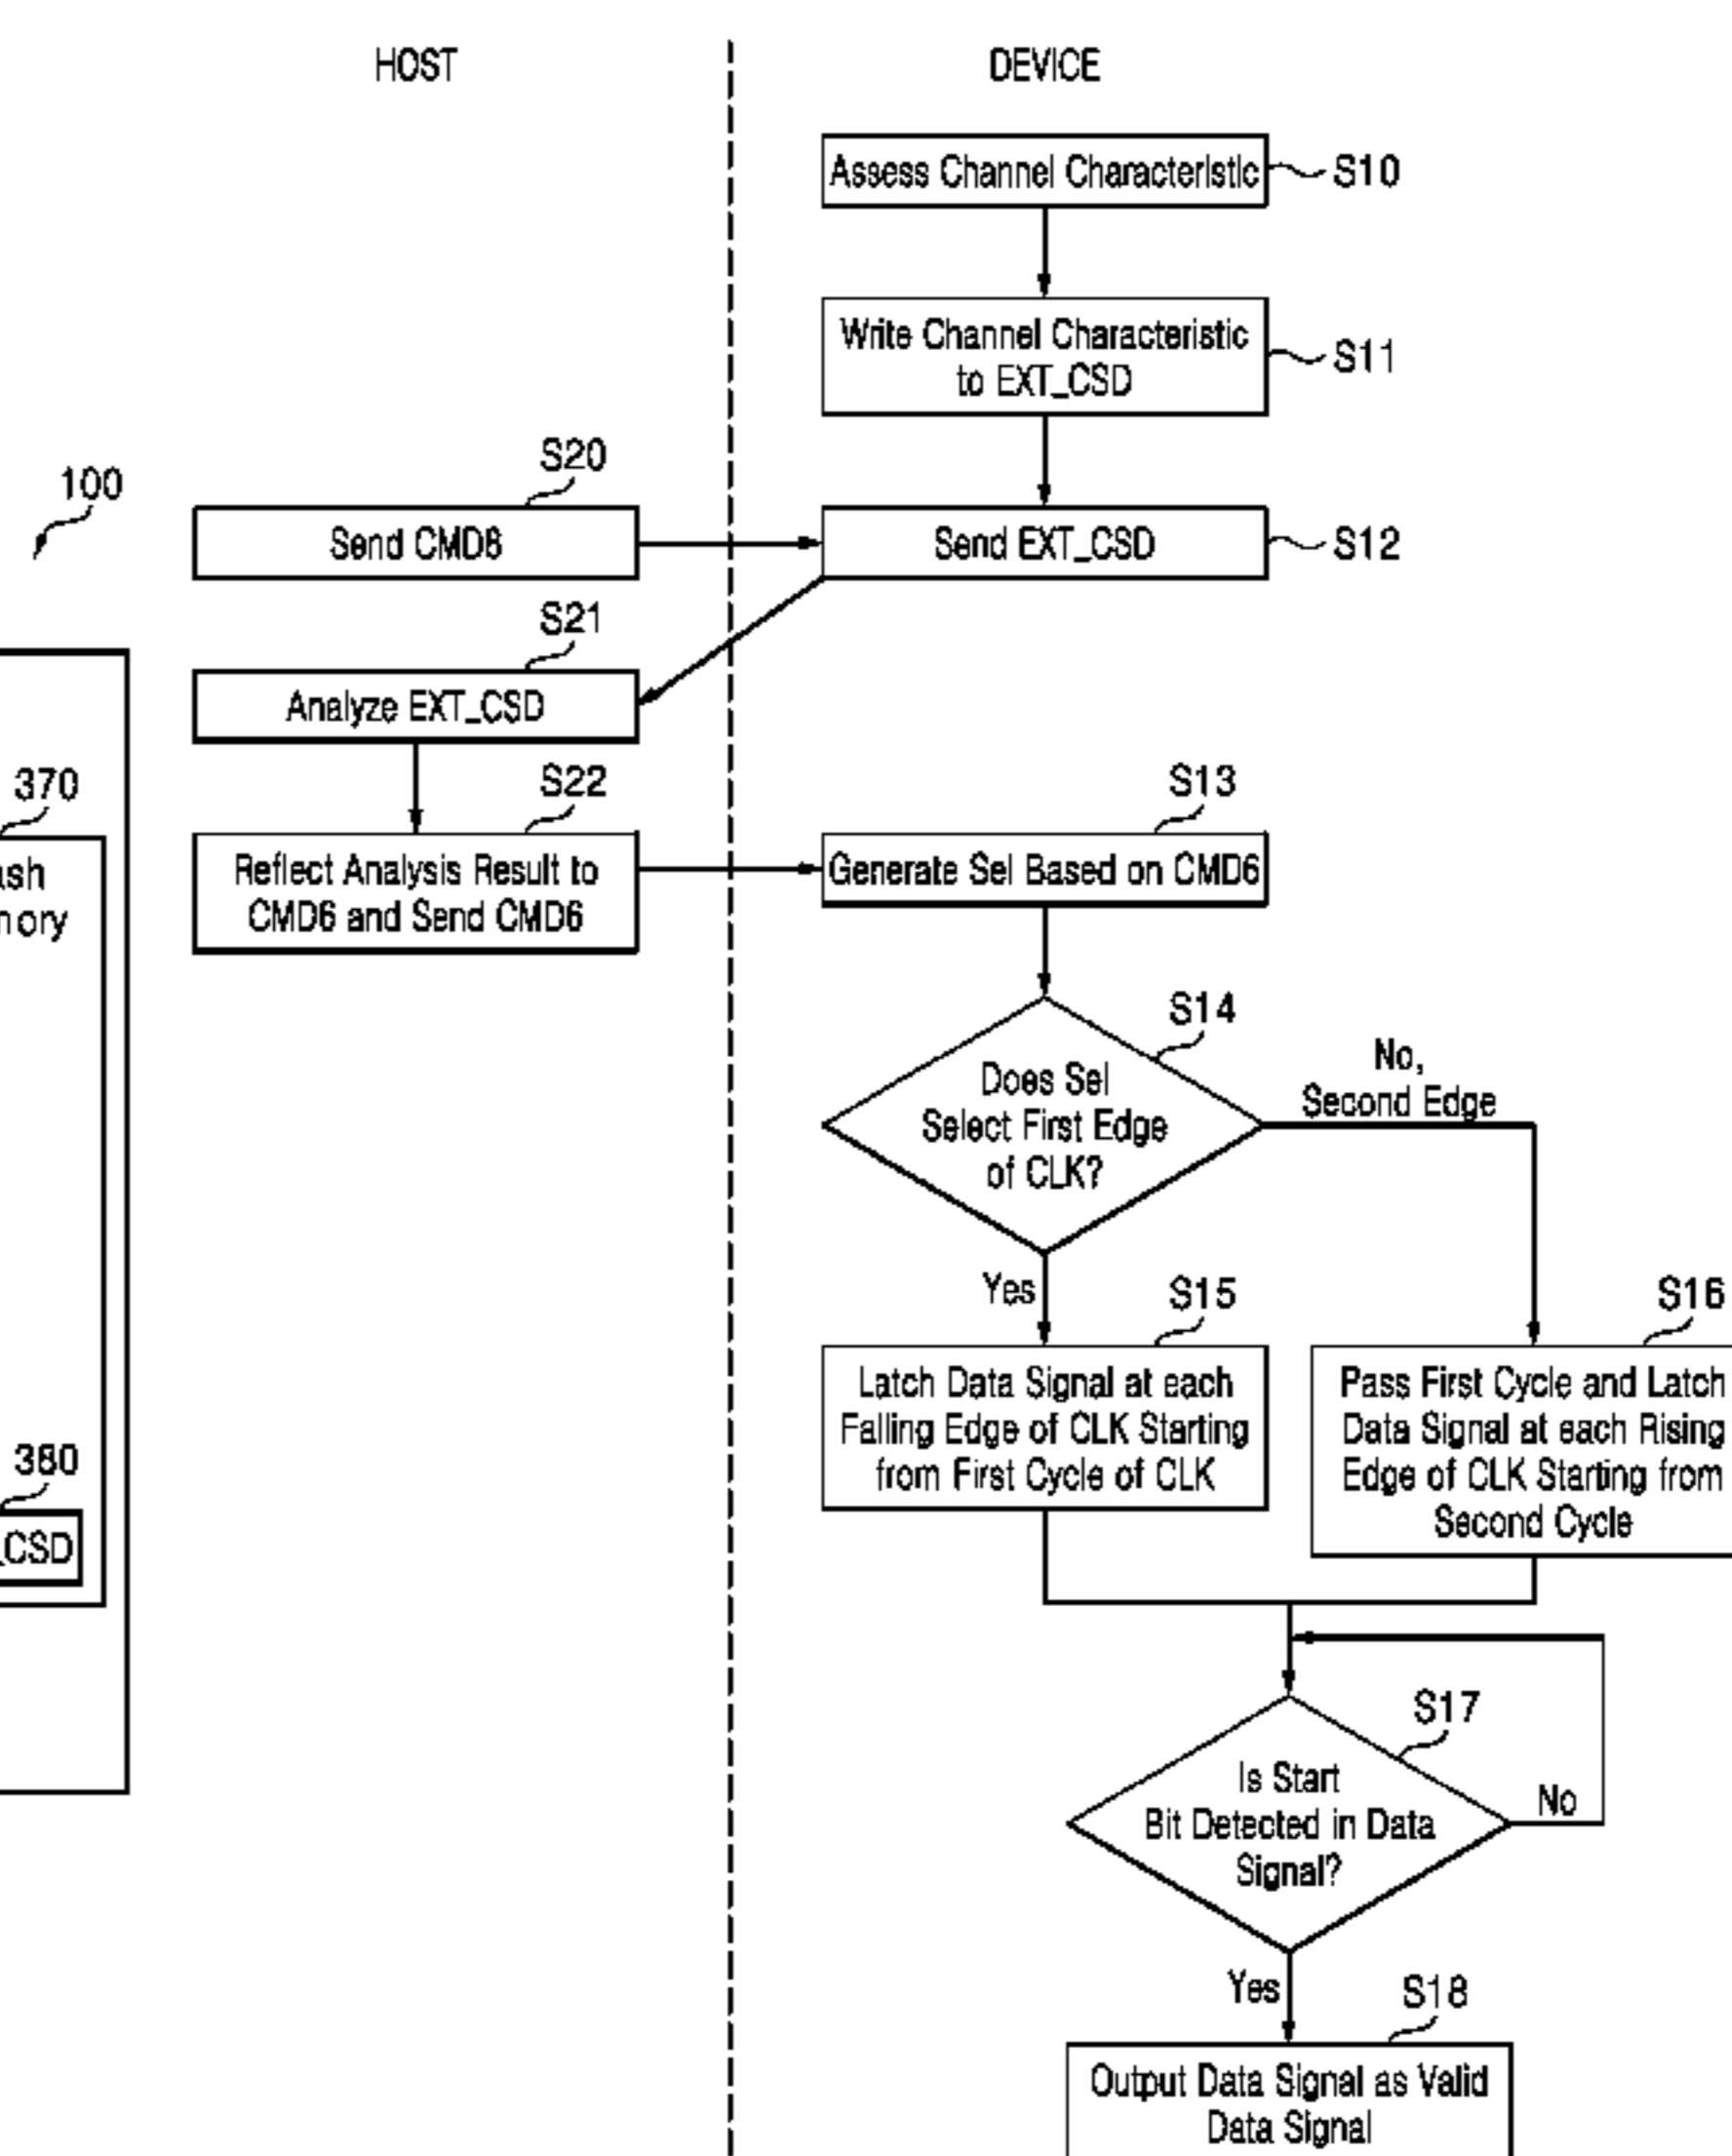 HOST
DEVICE
Assess Channel Characteristic
S10
Write Channel Characteristic
to EXT_CSD
S11
S20
100
Send CMD8
Send EXT_CSD
S12
S21
Analyze EXT_CSD
370
S22
S13
Reflect Analysis Result to
CMD6 and Send CMD6
Generate Sel Based on CMD6
S14
Does Sel
Select First Edge
of CLK?
No,
Second Edge
Yes
S15
S16
Latch Data Signal at each
Falling Edge of CLK Starting
from First Cycle of CLK
Pass First Cycle and Latch
Data Signal at each Rising
Edge of CLK Starting from
Second Cycle
380
_CSD
S17
Is Start
Bit Detected in Data
Signal?
No
Yes
S18
Output Data Signal as Valid
Data Signal